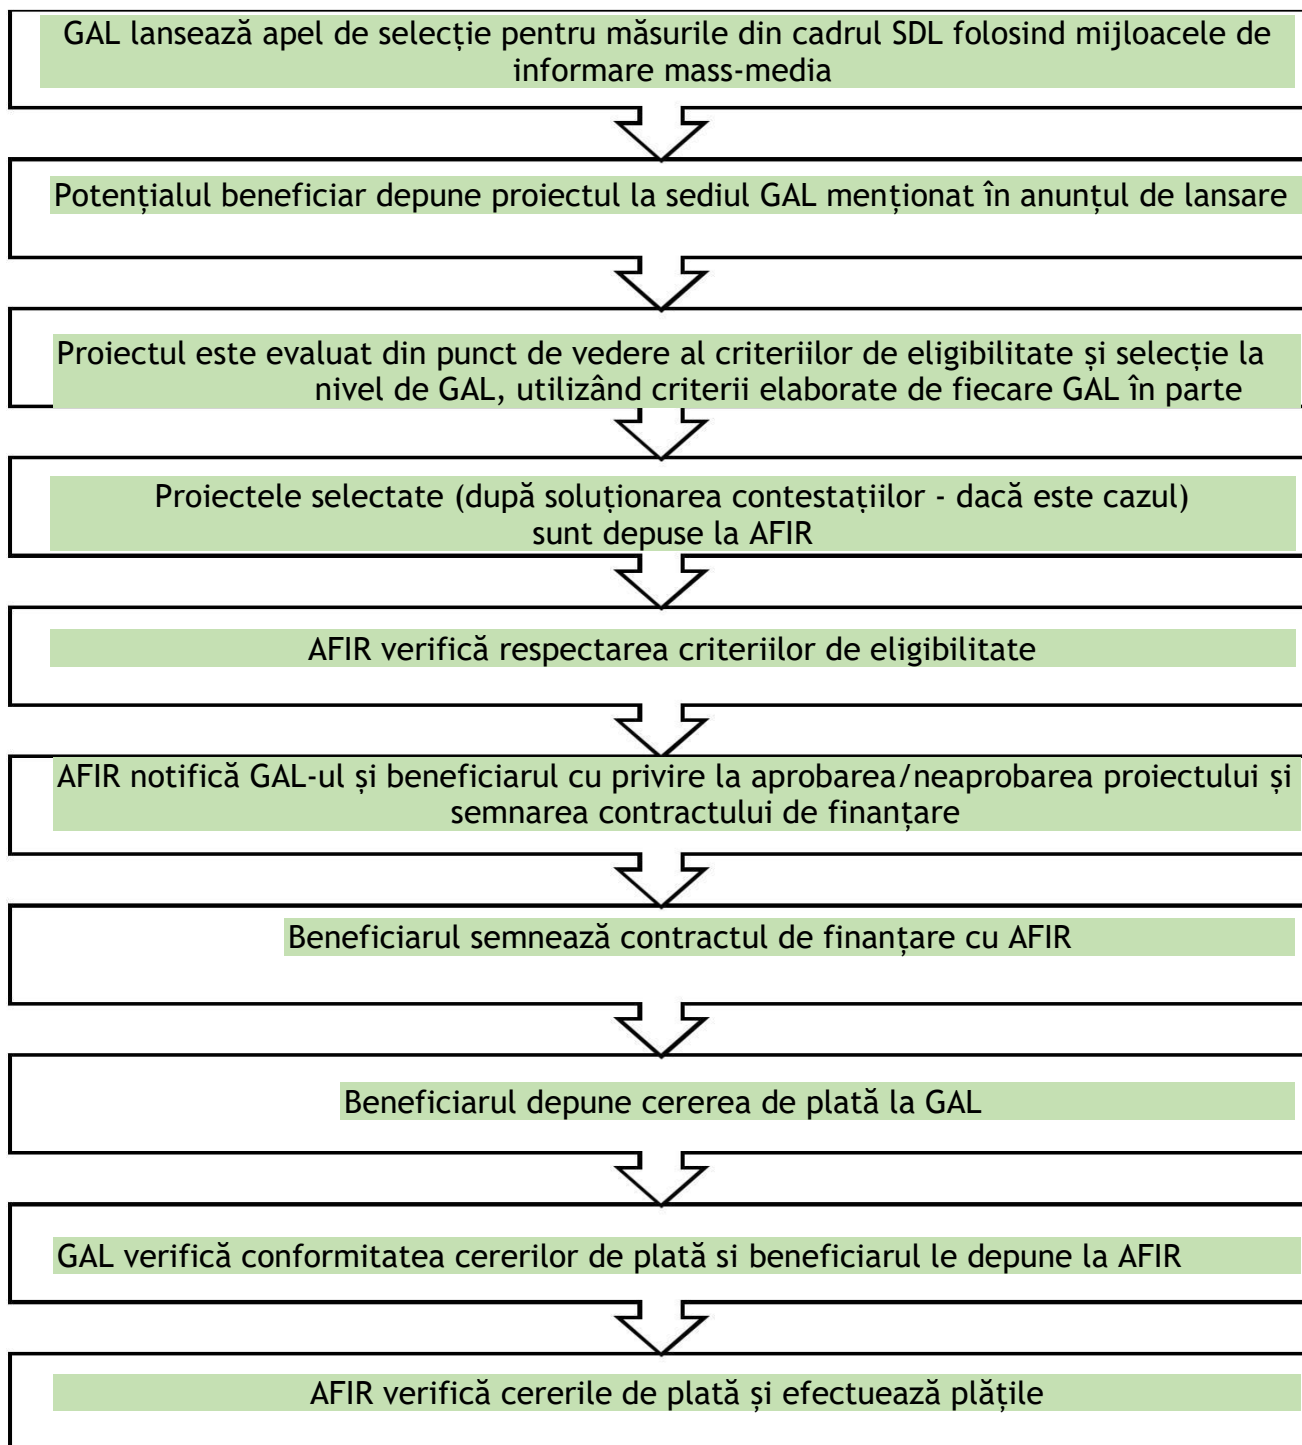 GAL lansează apel de selecție pentru măsurile din cadrul SDL folosind mijloacele de
informare mass-media
Potențialul beneficiar depune proiectul la sediul GAL menționat în anunțul de lansare
Proiectul este evaluat din punct de vedere al criteriilor de eligibilitate și selecție la
nivel de GAL, utilizând criterii elaborate de fiecare GAL în parte
Proiectele selectate (după soluționarea contestațiilor - dacă este cazul)
sunt depuse la AFIR
AFIR verifică respectarea criteriilor de eligibilitate
AFIR notifică GAL-ul și beneficiarul cu privire la aprobarea/neaprobarea proiectului și
semnarea contractului de finanțare
Beneficiarul semnează contractul de finanțare cu AFIR
Beneficiarul depune cererea de plată la GAL
GAL verifică conformitatea cererilor de plată si beneficiarul le depune la AFIR
AFIR verifică cererile de plată și efectuează plățile